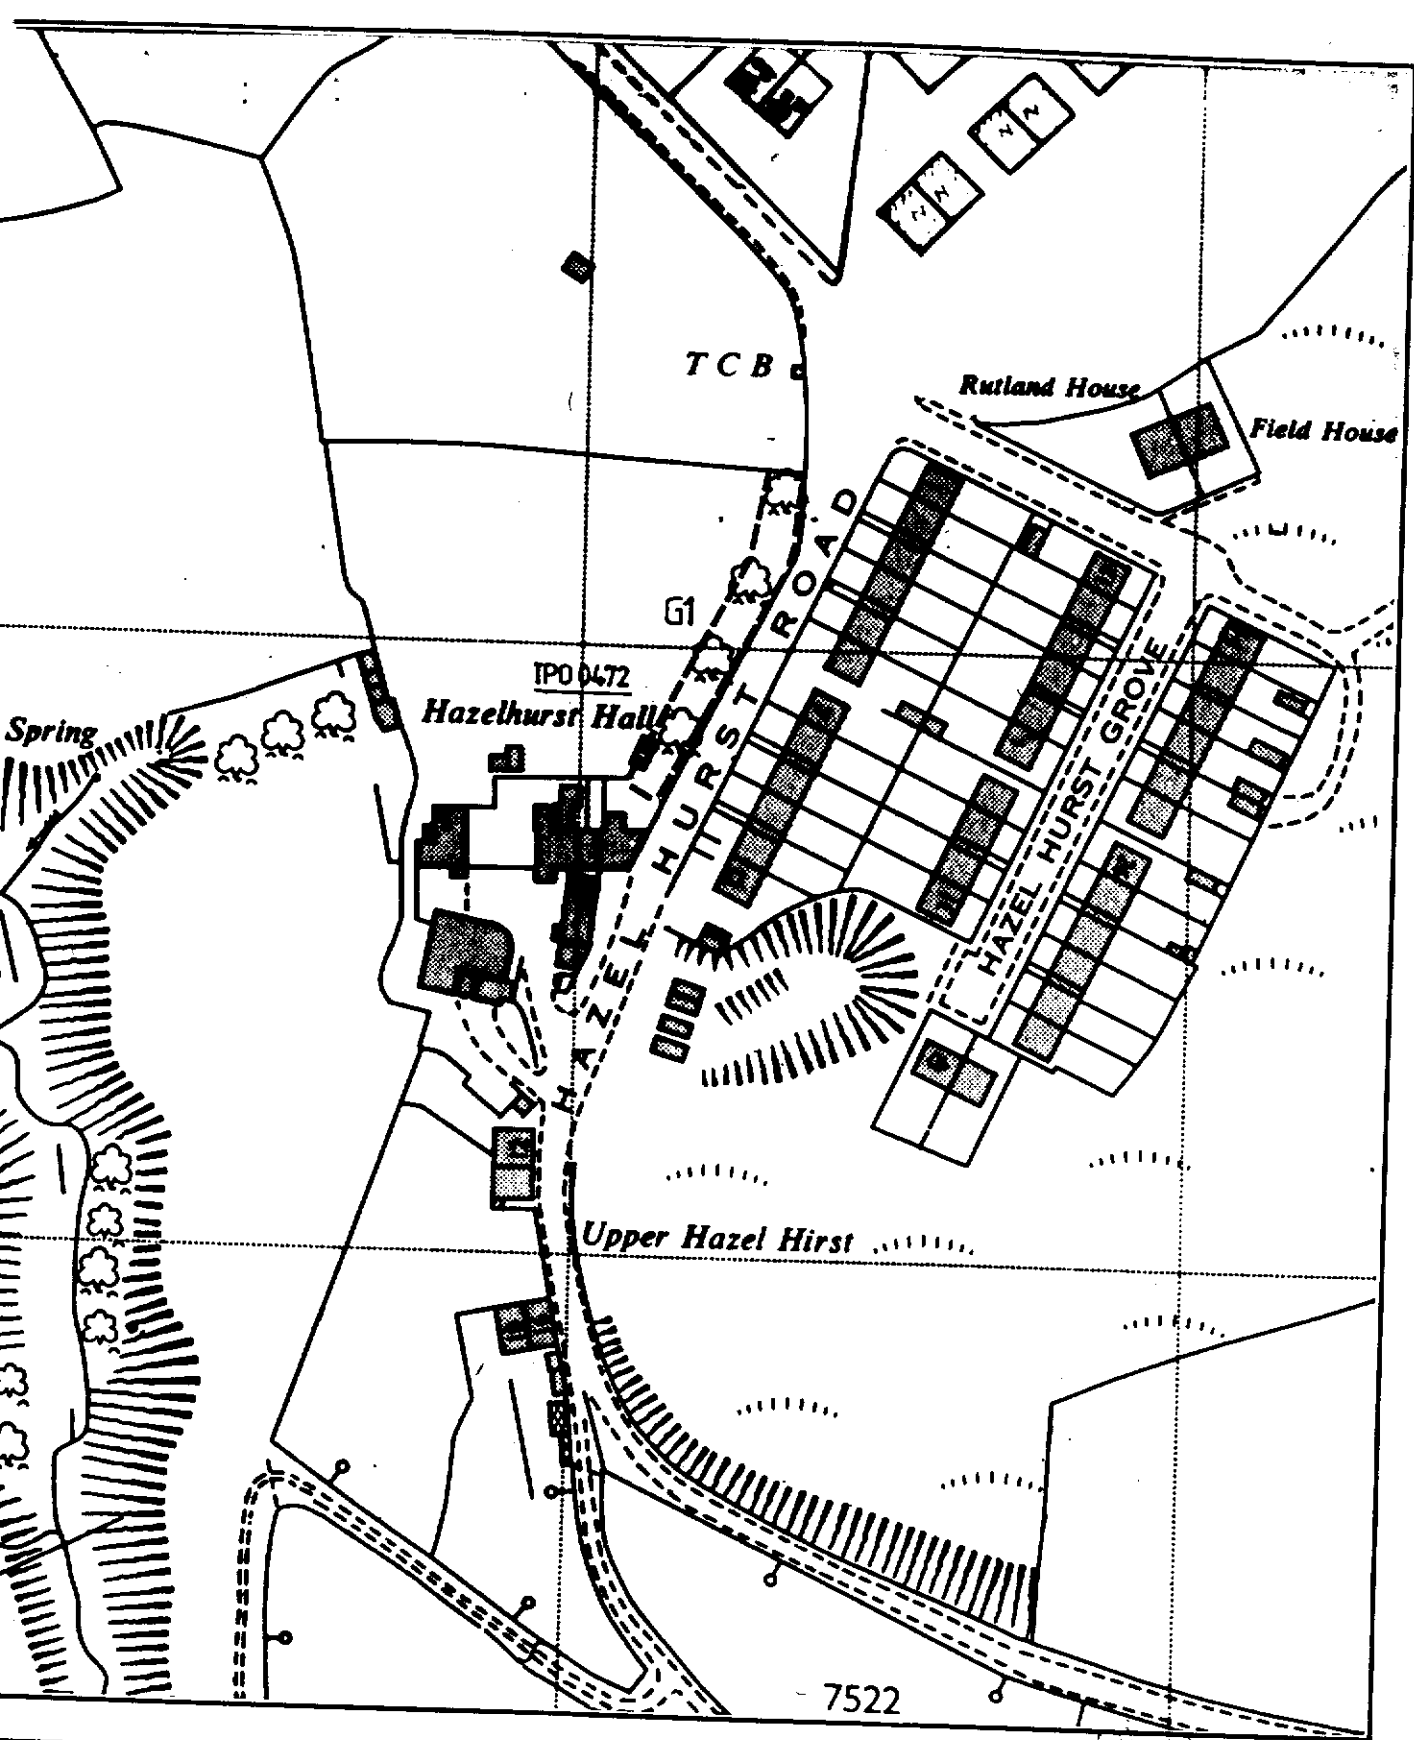 T C B
Rutland House
Field House
G1
TPO 0472
Hazelhurst Hall
Spring
HAZEL HURST ROAD
HAZEL HURST GROVE
Upper Hazel Hirst
7522